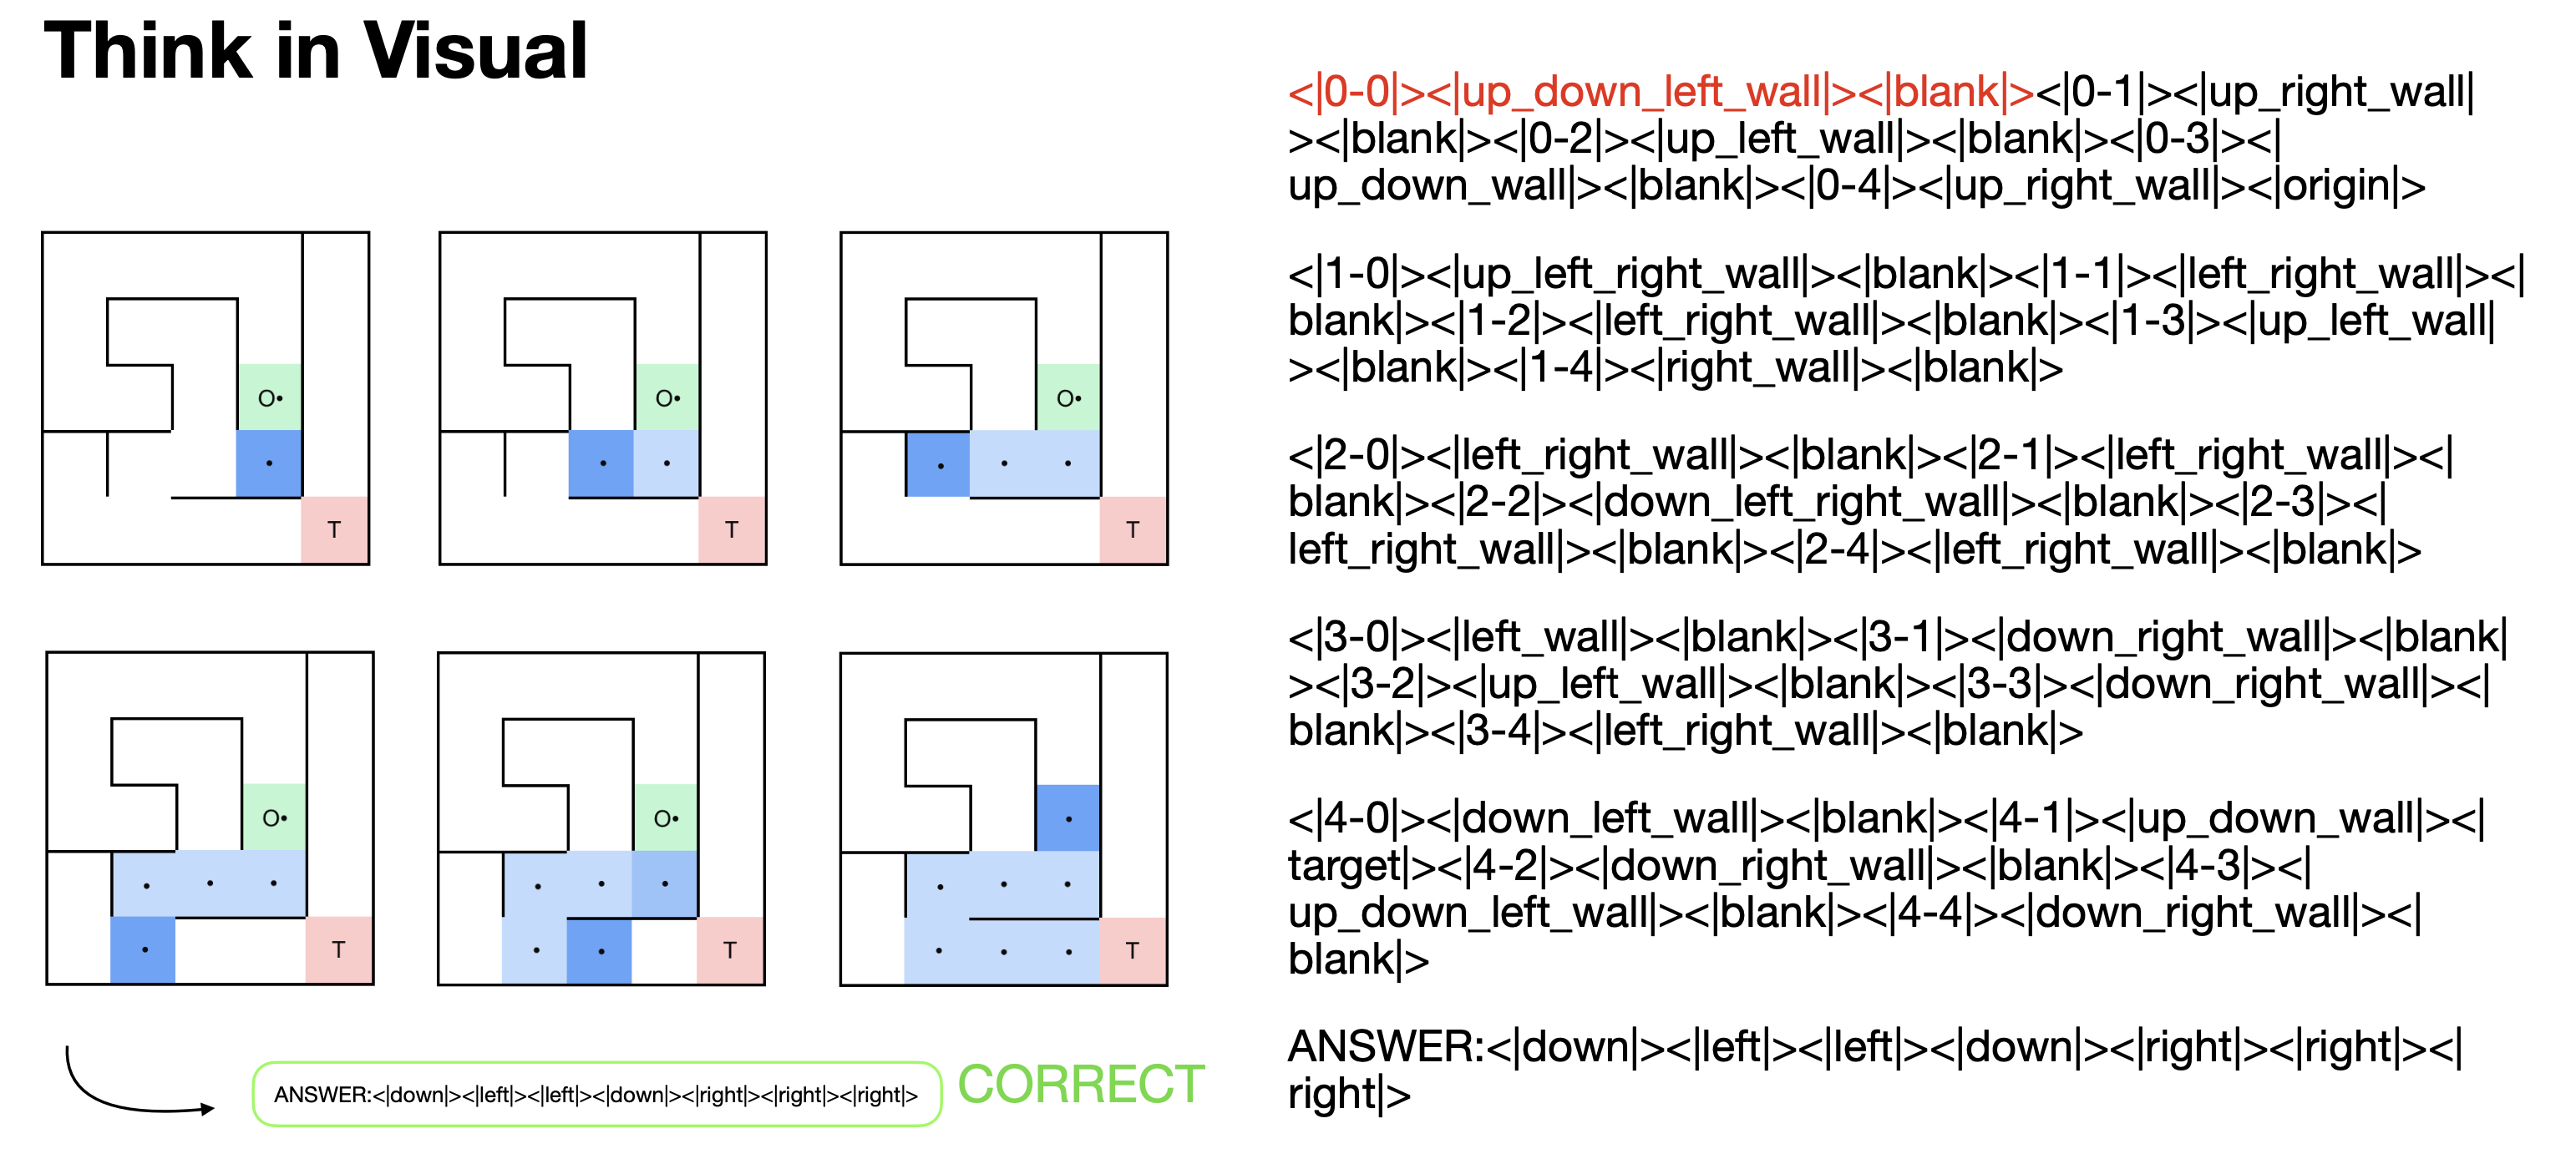 Think in Visual
O•
T
O•
T
O•
T
O•
T
O•
T
T
ANSWER:<|down|><|left|><|left|><|down|><|right|><|right|><|right|>
CORRECT
<|0-0|><|up_down_left_wall|><|blank|><|0-1|><|up_right_wall|
><|blank|><|0-2|><|up_left_wall|><|blank|><|0-3|><|
up_down_wall|><|blank|><|0-4|><|up_right_wall|><|origin|>
<|1-0|><|up_left_right_wall|><|blank|><|1-1|><|left_right_wall|><|
blank|><|1-2|><|left_right_wall|><|blank|><|1-3|><|up_left_wall|
><|blank|><|1-4|><|right_wall|><|blank|>
<|2-0|><|left_right_wall|><|blank|><|2-1|><|left_right_wall|><|
blank|><|2-2|><|down_left_right_wall|><|blank|><|2-3|><|
left_right_wall|><|blank|><|2-4|><|left_right_wall|><|blank|>
<|3-0|><|left_wall|><|blank|><|3-1|><|down_right_wall|><|blank|
><|3-2|><|up_left_wall|><|blank|><|3-3|><|down_right_wall|><|
blank|><|3-4|><|left_right_wall|><|blank|>
<|4-0|><|down_left_wall|><|blank|><|4-1|><|up_down_wall|><|
target|><|4-2|><|down_right_wall|><|blank|><|4-3|><|
up_down_left_wall|><|blank|><|4-4|><|down_right_wall|><|
blank|>
ANSWER:<|down|><|left|><|left|><|down|><|right|><|right|><|
right|>